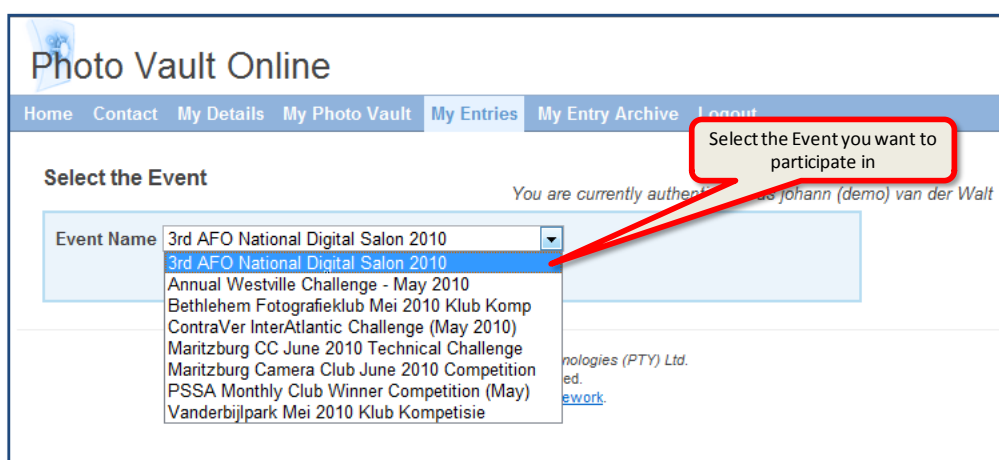 Photo Vault Online
Home Contact My Details My Photo Vault My Entries My Entry Archive Logout
Select the Event you want to
participate in
Select the Event
You are currently as johann (demo) van der Walt
Event Name 3rd AFO National Digital Salon 2010
3rd AFO National Digital Salon 2010
Annual Westville Challenge - May 2010
Bethlehem Fotografieklub Mei 2010 Klub Komp
ContraVer InterAtlantic Challenge (May 2010)
Maritzburg CC June 2010 Technical Challenge
Maritzburg Camera Club June 2010 Competition
PSSA Monthly Club Winner Competition (May)
Vanderbijlpark Mei 2010 Klub Kompetisie
nologies (PTY) Ltd.
ed.
ework.